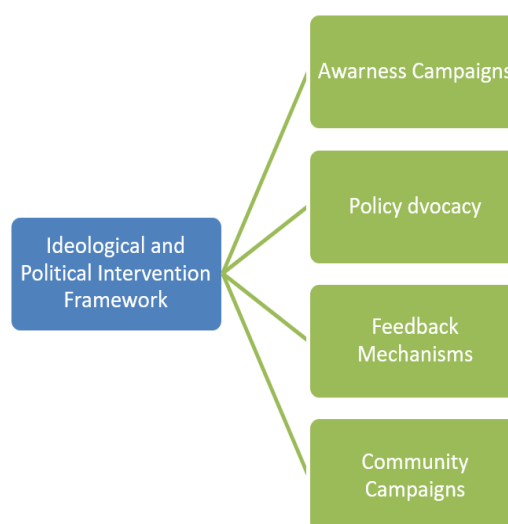 Awarness Campaigns
Policy dvocacy
Ideological and
Political Intervention
Framework
Feedback
Mechanisms
Community
Campaigns